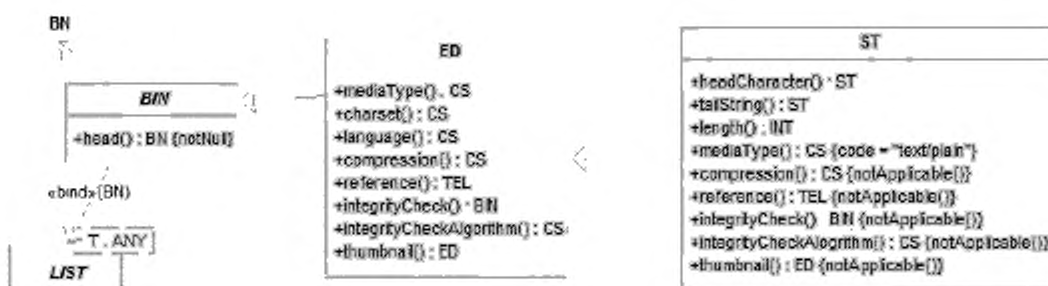 BN
BIN
+head() : BN {notNull}
«bind»(BN)
T : ANY
LIST
ED
+mediaType() : CS
+charset() : CS
+language() : CS
+compression() : CS
+reference() : TEL
+integrityCheck() : BIN
+integrityCheckAlgorithm() : CS
+thumbnail() : ED
ST
+headCharacter() : ST
+tailString() : ST
+length() : INT
+mediaType() : CS {code = "text/plain"}
+compression() : CS {notApplicable()}
+reference() : TEL {notApplicable()}
+integrityCheck() : BIN {notApplicable()}
+integrityCheckAlgorithm() : CS {notApplicable()}
+thumbnail() : ED {notApplicable()}